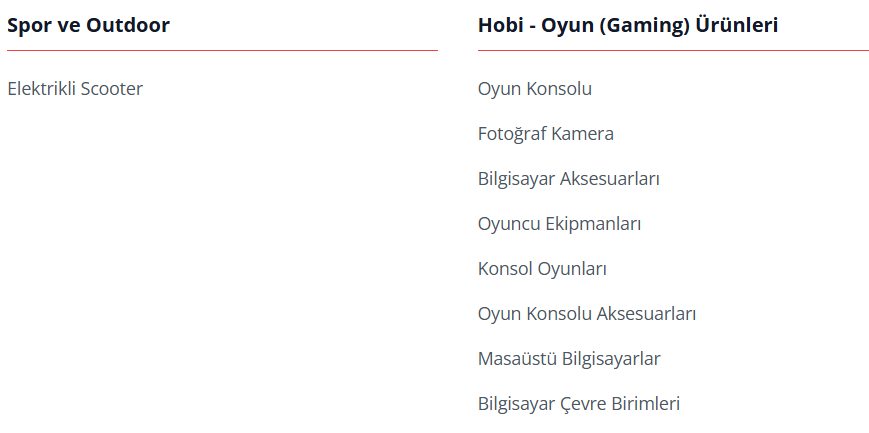 Spor ve Outdoor
Elektrikli Scooter
Hobi - Oyun (Gaming) Ürünleri
Oyun Konsolu
Fotoğraf Kamera
Bilgisayar Aksesuarları
Oyuncu Ekipmanları
Konsol Oyunları
Oyun Konsolu Aksesuarları
Masaüstü Bilgisayarlar
Bilgisayar Çevre Birimleri